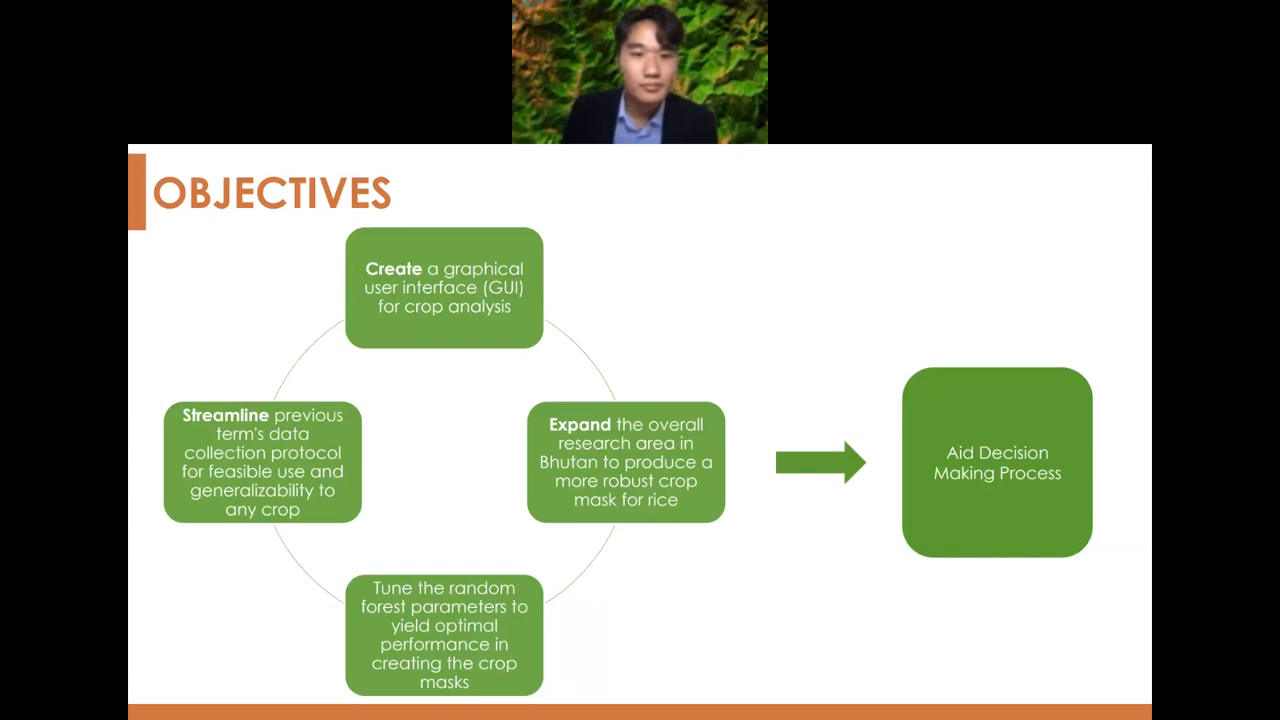 OBJECTIVES
Create a graphical
user interface (GUI)
for crop analysis
Streamline previous
term's data
collection protocol
for feasible use and
generalizability to
any crop
Expand the overall
research area in
Bhutan to produce a
more robust crop
mask for rice
Tune the random
forest parameters to
yield optimal
performance in
creating the crop
masks
Aid Decision
Making Process